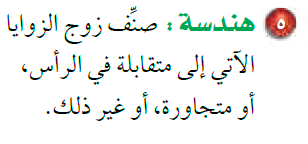 ٥ هندسة : صنِّف زوج الزوايا
الآتي إلى متقابلة في الرأس،
أو متجاورة، أو غير ذلك.